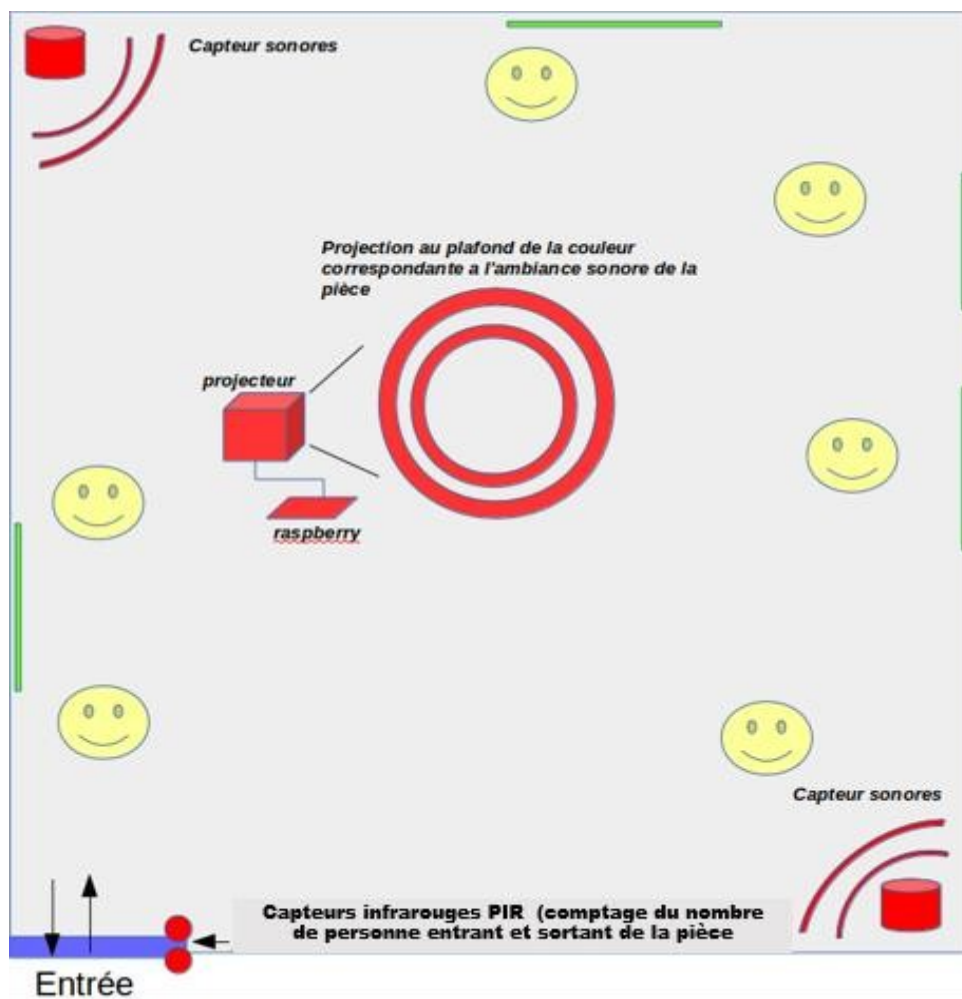 Capteur sonores
Projection au plafond de la couleur
correspondante a l'ambiance sonore de la
pièce
projecteur
raspberry
Capteur sonores
Capteurs infrarouges PIR (comptage du nombre
de personne entrant et sortant de la pièce
Entrée